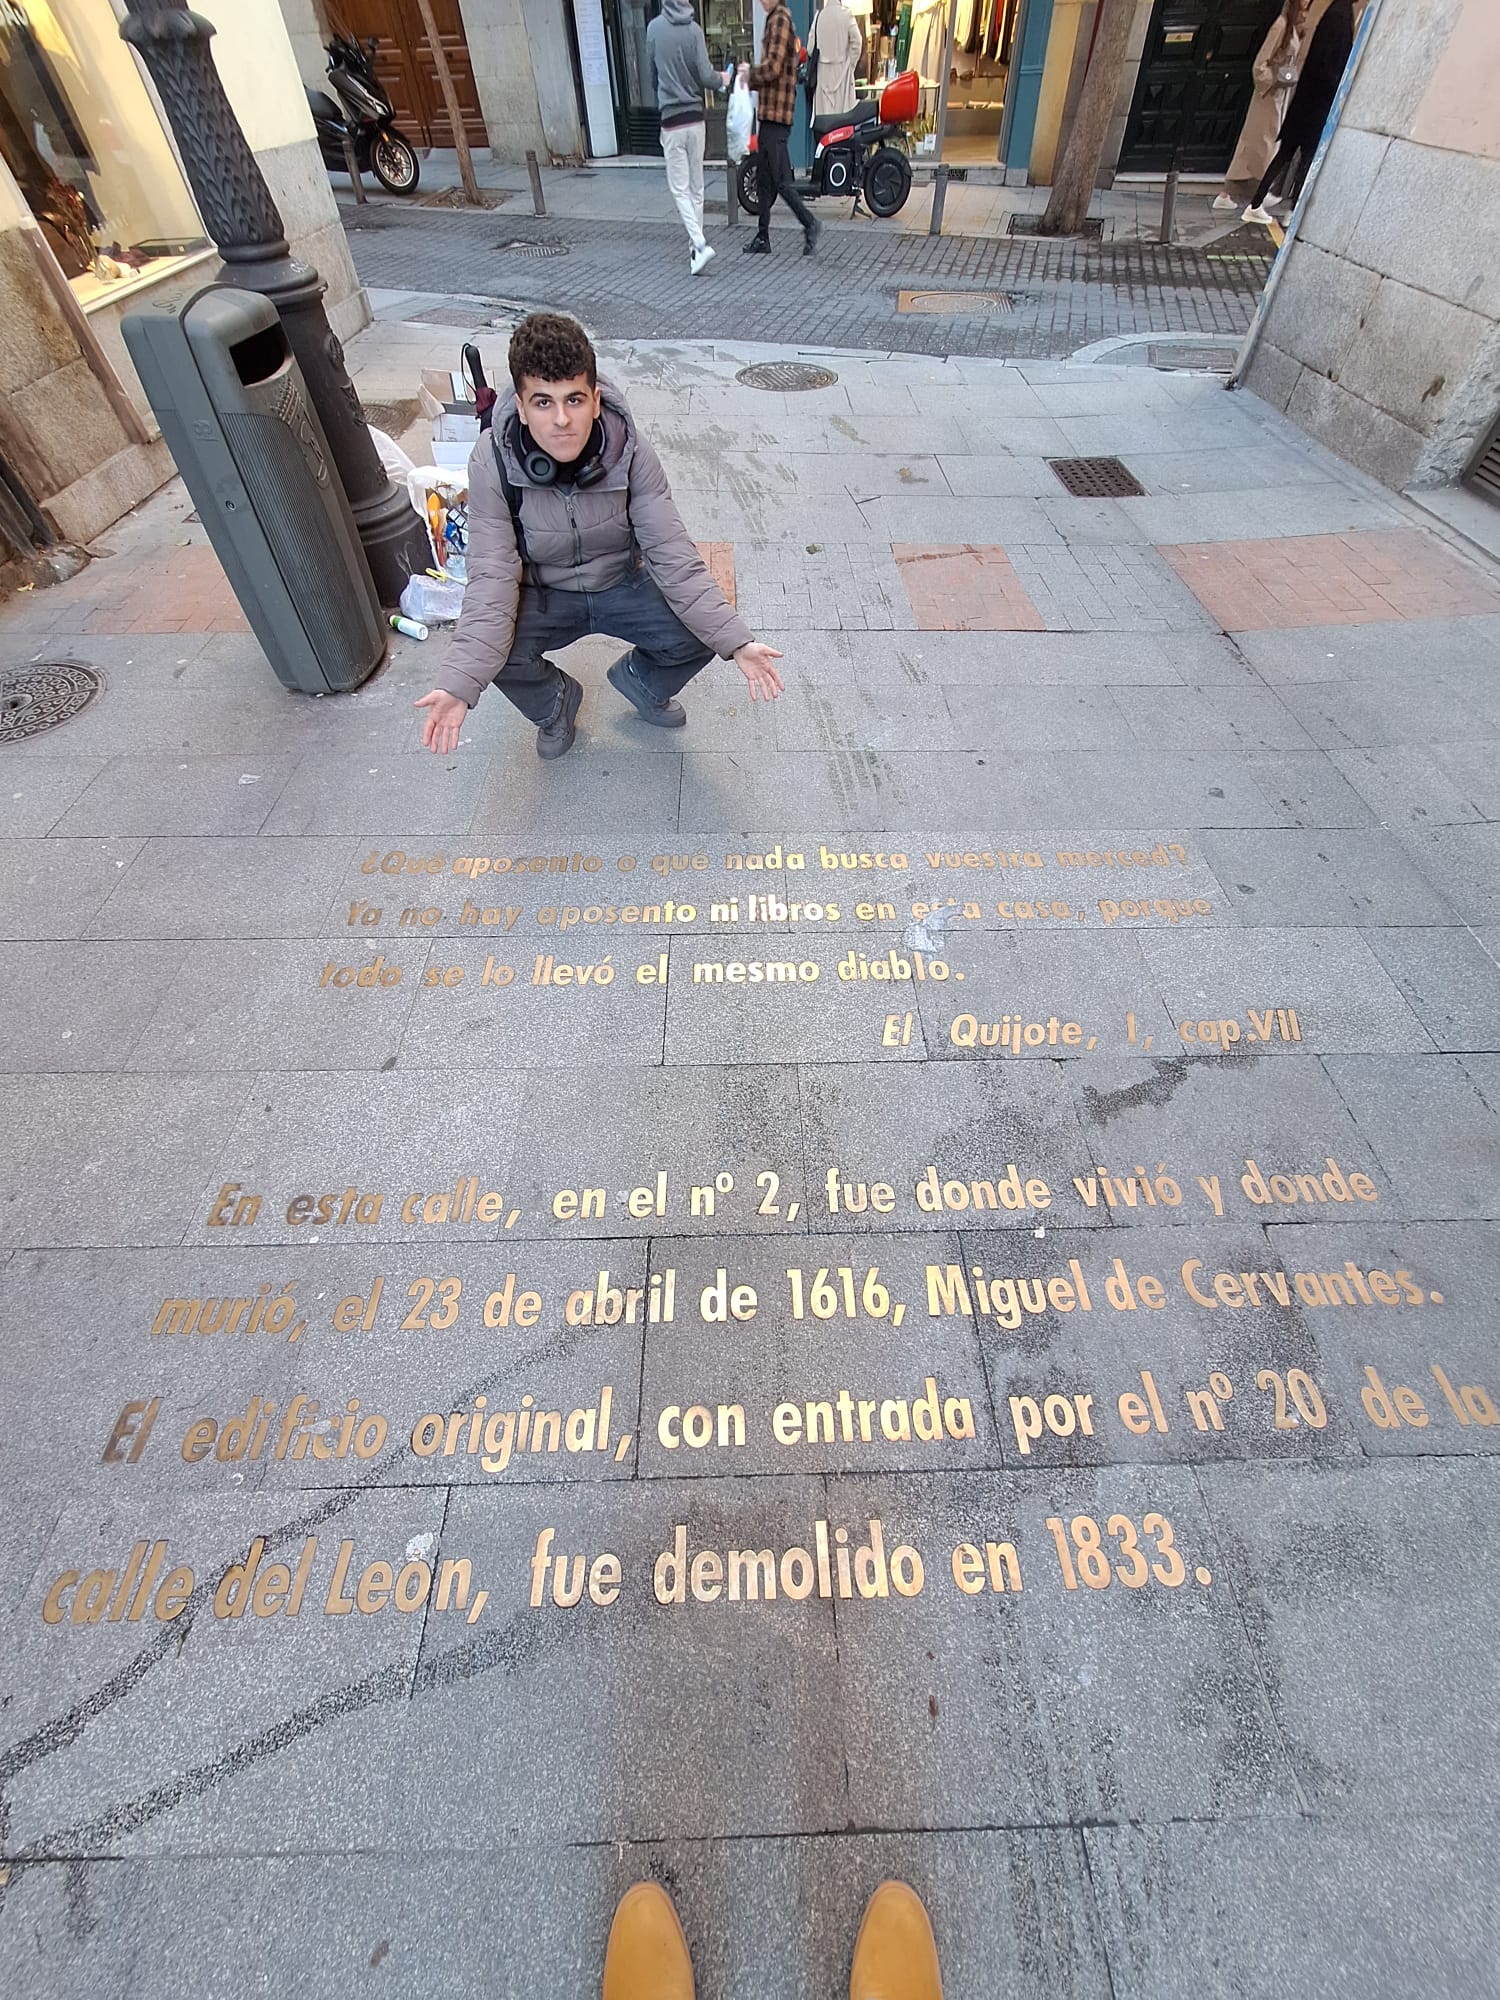 ¿Qué aposento o qué nada busca vuestra merced?
Ya no hay aposento ni libros en esta casa, porque
todo se lo llevó el mesmo diablo.
El Quijote, I, cap.VII
En esta calle, en el nº 2, fue donde vivió y donde
murió, el 23 de abril de 1616, Miguel de Cervantes.
El edificio original, con entrada por el nº 20 de la
calle del León, fue demolido en 1833.